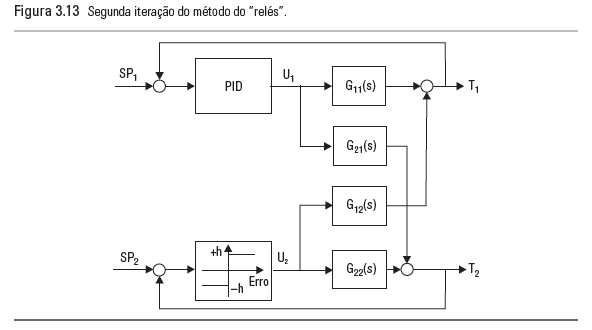 Figura 3.13 Segunda iteração do método do "relés".
SP1
PID
U1
G11(s)
T1
G21(s)
G12(s)
SP2
+h
Erro
–h
U2
G22(s)
T2